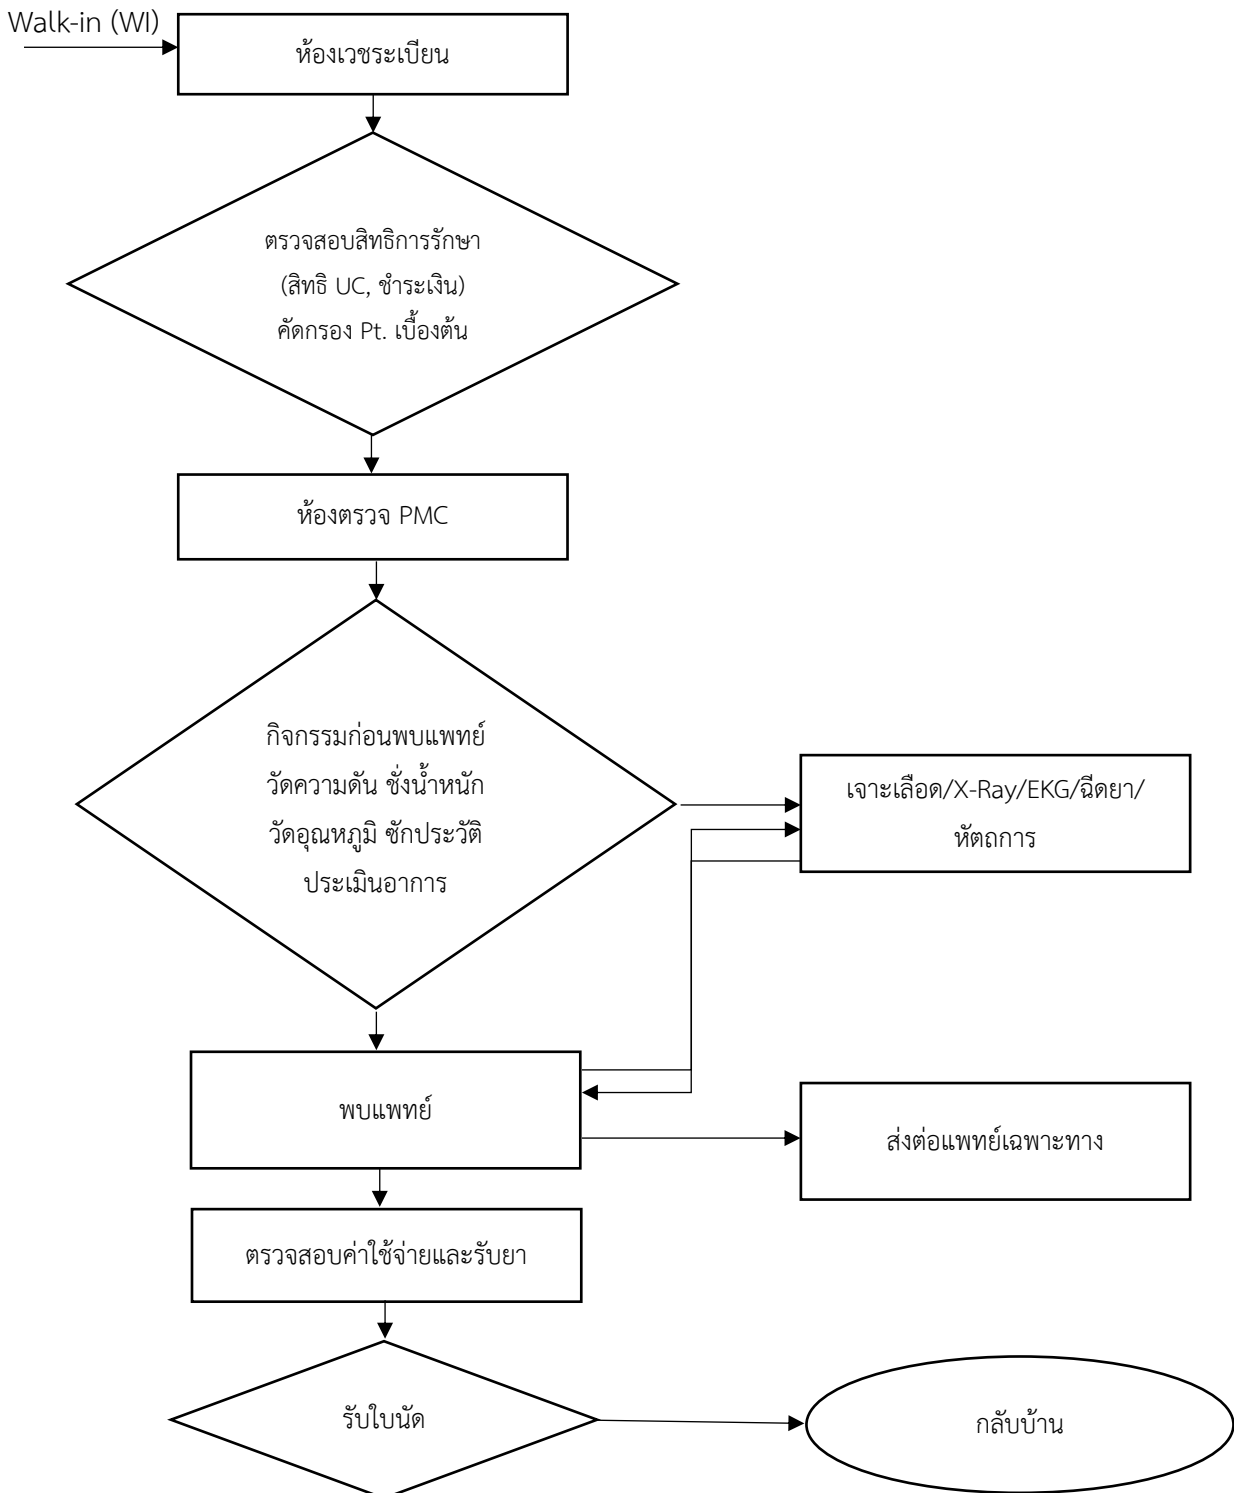 Walk-in (WI)
ห้องเวชระเบียน
ตรวจสอบสิทธิการรักษา
(สิทธิ UC, ชำระเงิน)
คัดกรอง Pt. เบื้องต้น
ห้องตรวจ PMC
กิจกรรมก่อนพบแพทย์
วัดความดัน ชั่งน้ำหนัก
วัดอุณหภูมิ ซักประวัติ
ประเมินอาการ
เจาะเลือด/X-Ray/EKG/ฉีดยา/
หัตถการ
พบแพทย์
ส่งต่อแพทย์เฉพาะทาง
ตรวจสอบค่าใช้จ่ายและรับยา
รับใบนัด
กลับบ้าน